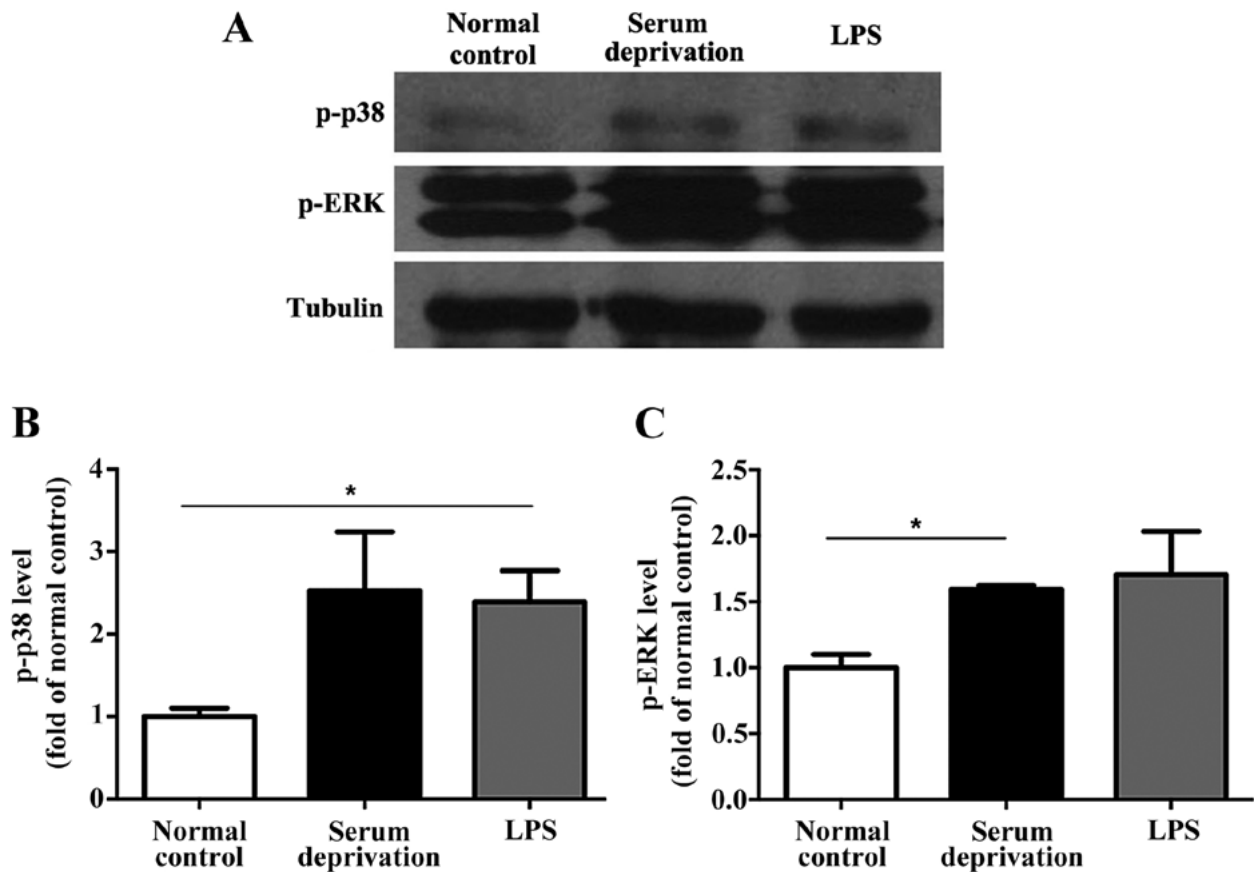 A
Normal
control
Serum
deprivation
LPS
p-p38
p-ERK
Tubulin
B
p-p38 level
(fold of normal control)
4
3
2
1
0
*
Normal
control
Serum
deprivation
LPS
C
p-ERK level
(fold of normal control)
2.5
2.0
1.5
1.0
0.5
0.0
*
Normal
control
Serum
deprivation
LPS